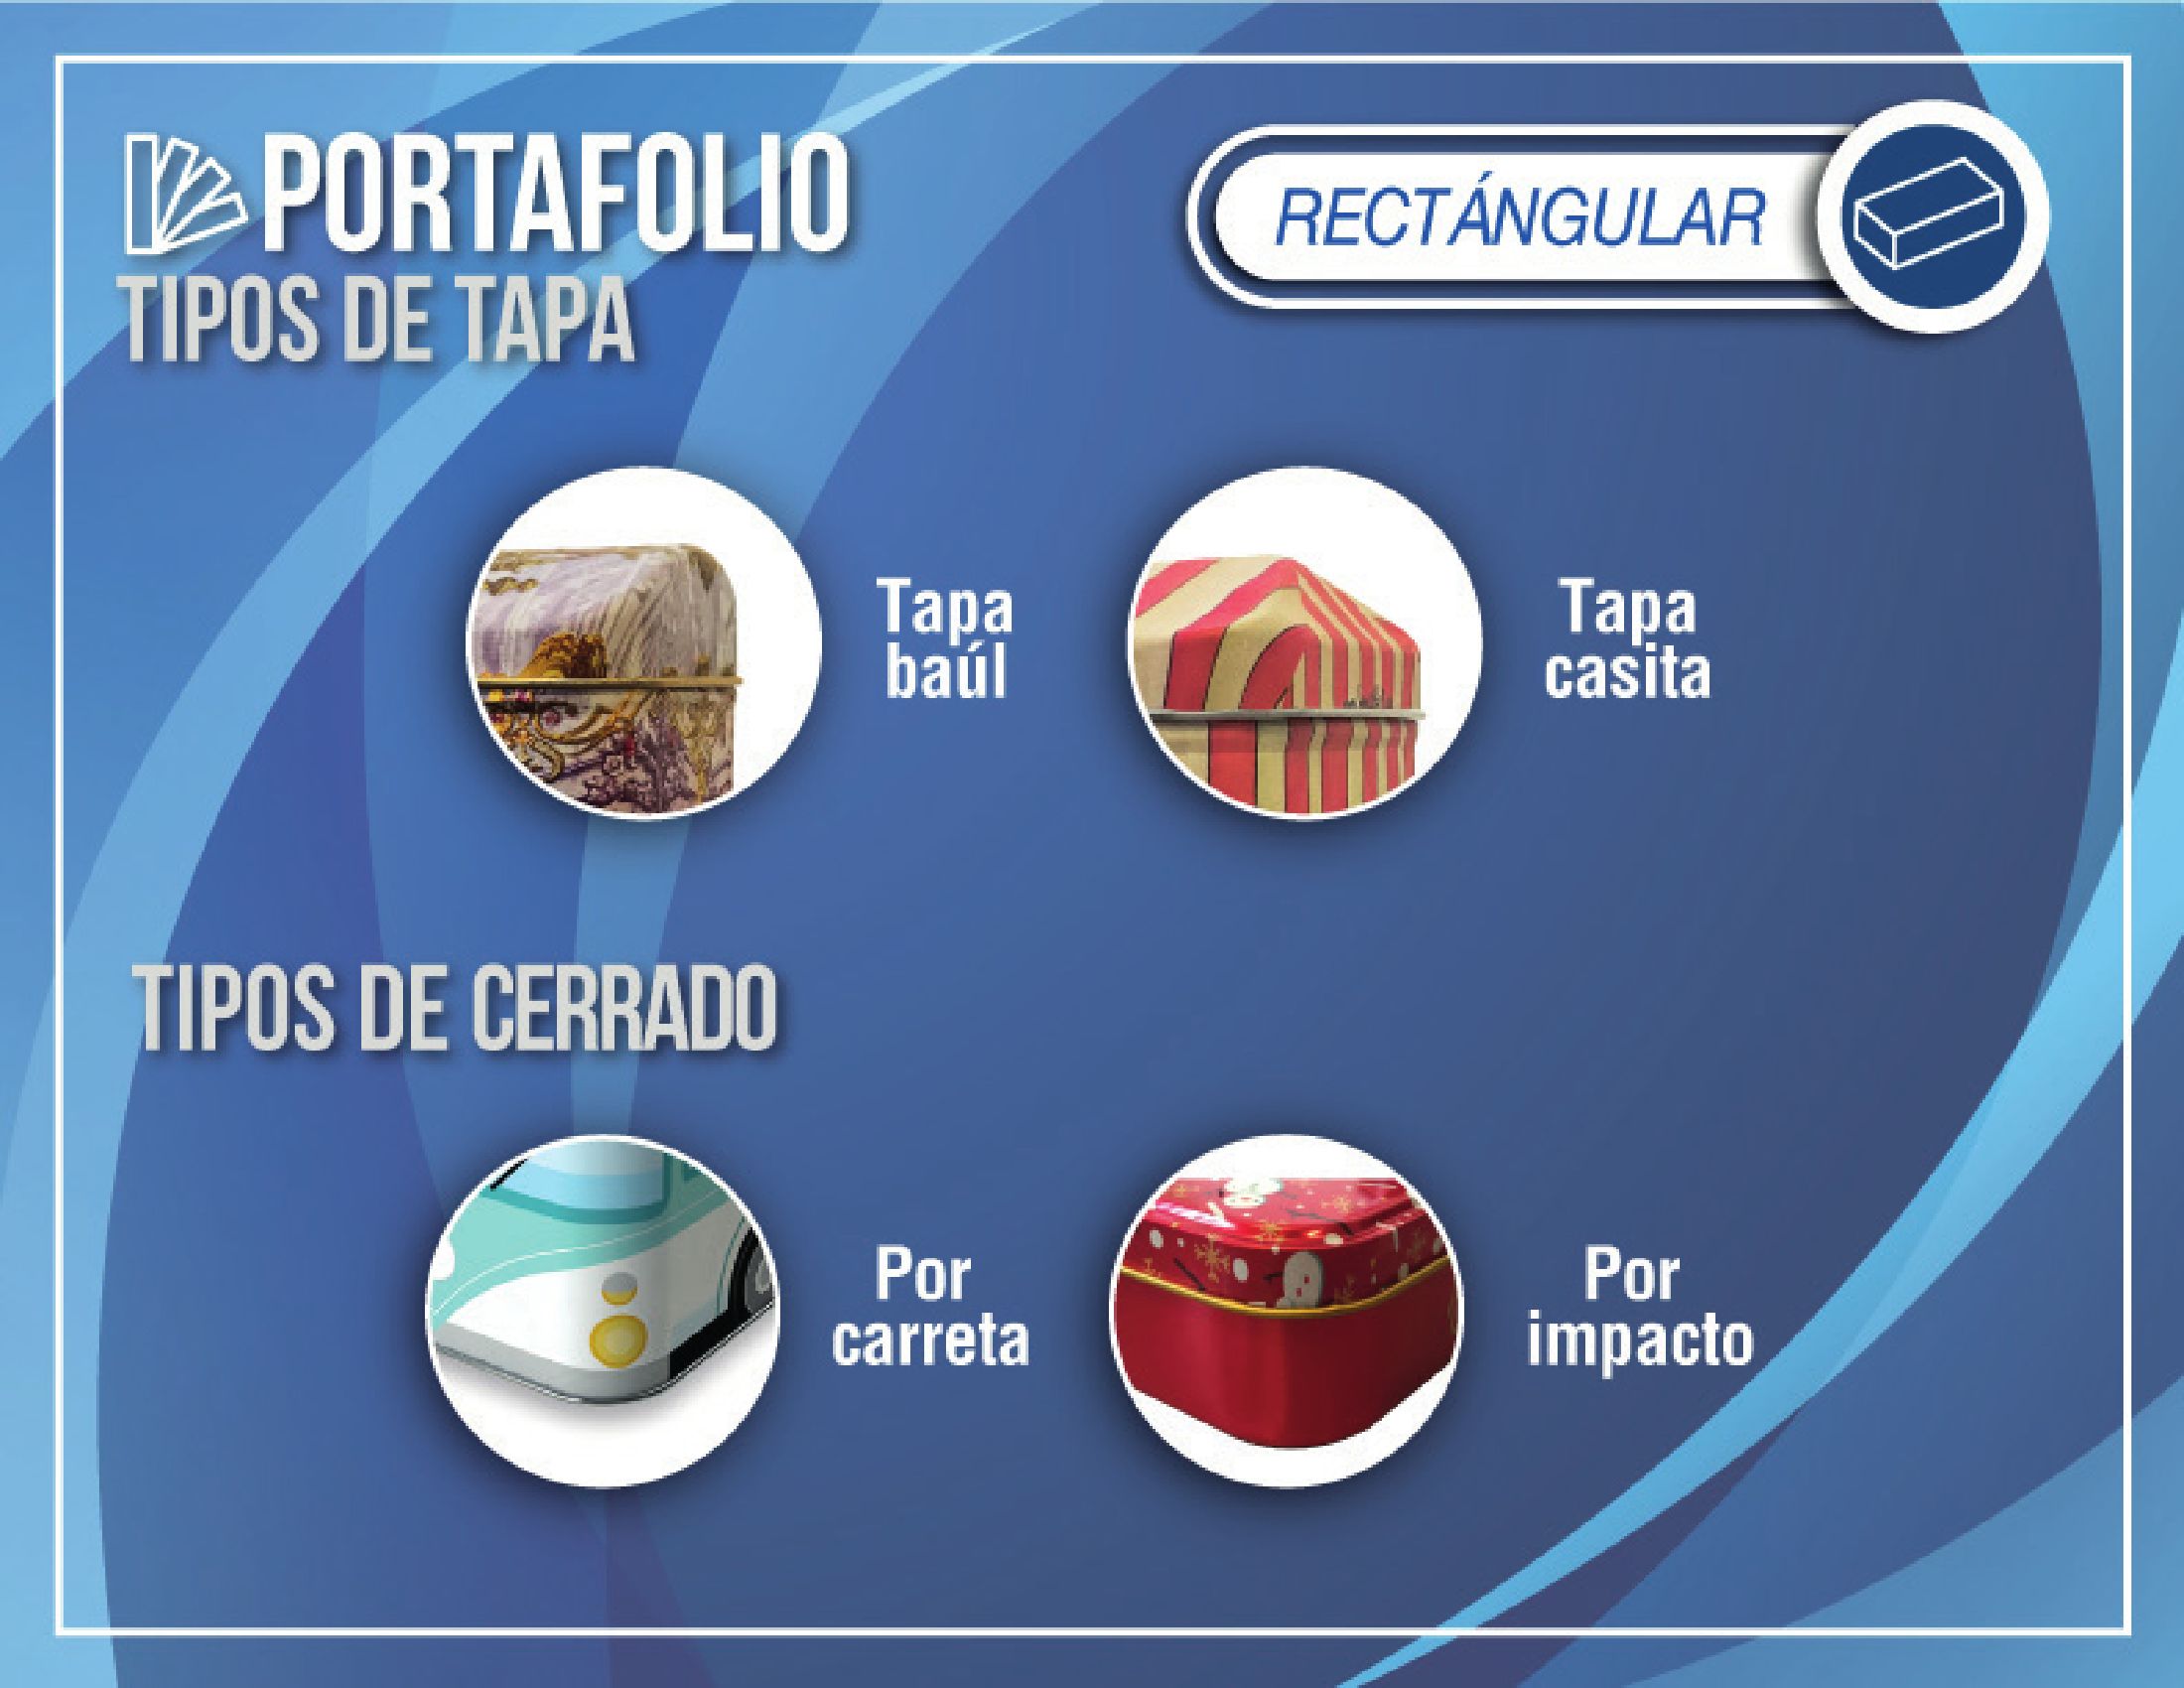 PORTAFOLIO
RECTÁNGULAR
TIPOS DE TAPA
Tapa
baúl
Tapa
casita
TIPOS DE CERRADO
Por
carreta
Por
impacto